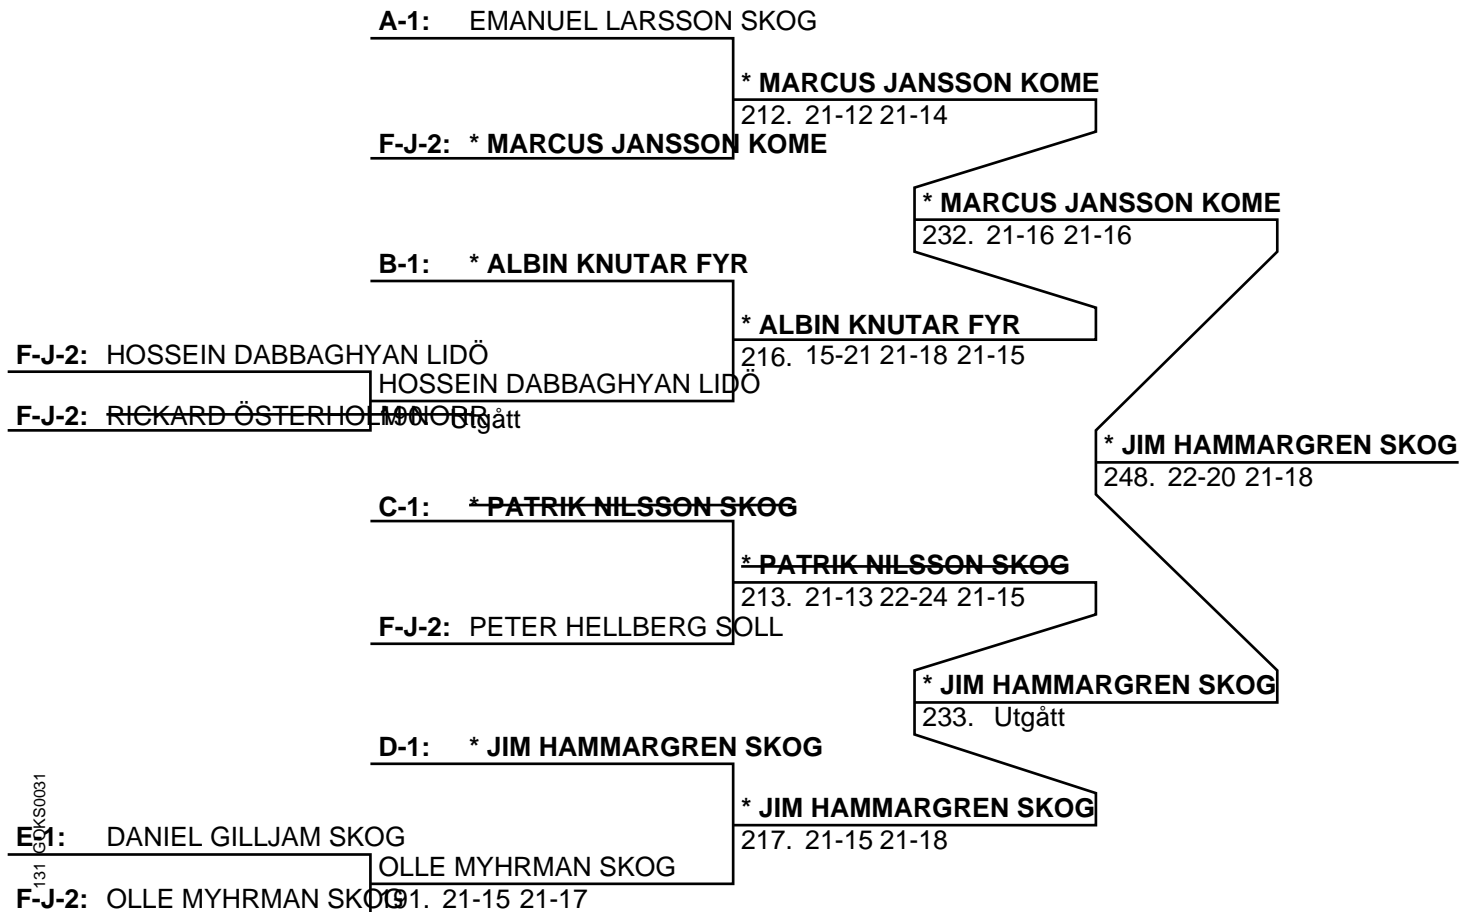 A-1: EMANUEL LARSSON SKOG
* MARCUS JANSSON KOME
212. 21-12 21-14
F-J-2: * MARCUS JANSSON KOME
* MARCUS JANSSON KOME
232. 21-16 21-16
B-1: * ALBIN KNUTAR FYR
* ALBIN KNUTAR FYR
216. 15-21 21-18 21-15
F-J-2: HOSSEIN DABBAGHYAN LIDÖ
HOSSEIN DABBAGHYAN LIDÖ
F-J-2: RICKARD ÖSTERHOLM NORR
190. Utgått
* JIM HAMMARGREN SKOG
248. 22-20 21-18
C-1: * PATRIK NILSSON SKOG
* PATRIK NILSSON SKOG
213. 21-13 22-24 21-15
F-J-2: PETER HELLBERG SOLL
* JIM HAMMARGREN SKOG
233. Utgått
D-1: * JIM HAMMARGREN SKOG
* JIM HAMMARGREN SKOG
217. 21-15 21-18
E-1: DANIEL GILLJAM SKOG
OLLE MYHRMAN SKOG
F-J-2: OLLE MYHRMAN SKOG
191. 21-15 21-17